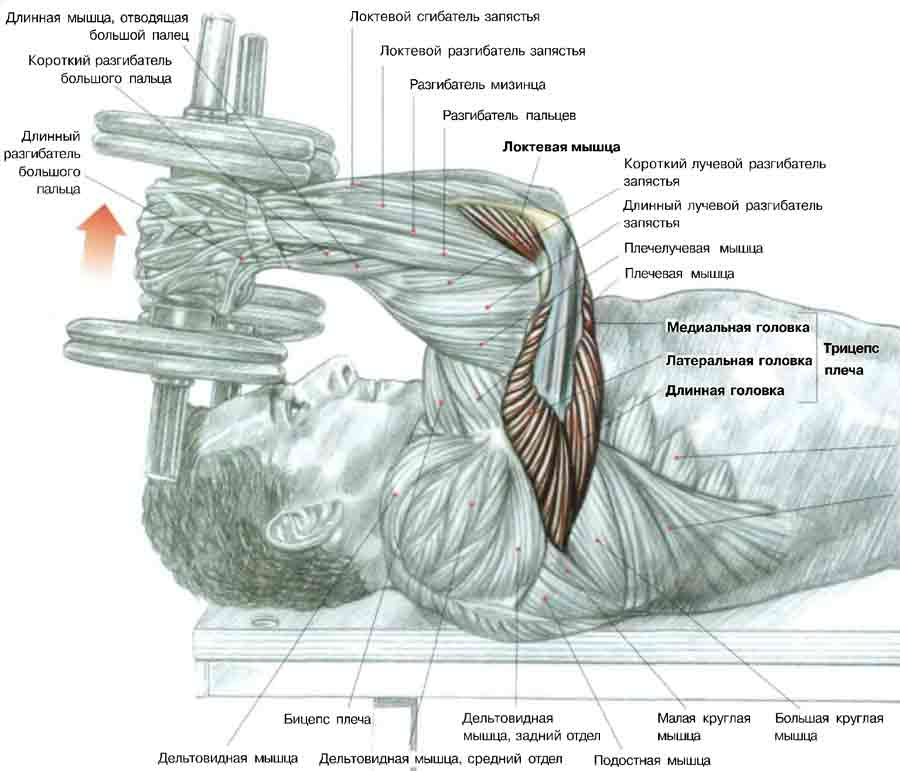 Длинная мышца, отводящая
большой палец
Короткий разгибатель
большого пальца
Длинный
разгибатель
большого
пальца
Локтевой сгибатель запястья
Локтевой разгибатель запястья
Разгибатель мизинца
Разгибатель пальцев
Локтевая мышца
Короткий лучевой разгибатель
запястья
Длинный лучевой разгибатель
запястья
Плечелучевая мышца
Плечевая мышца
Медиальная головка
Латеральная головка
Длинная головка
Трицепс
плеча
Бицепс плеча
Дельтовидная
мышца, задний отдел
Малая круглая
мышца
Большая круглая
мышца
Дельтовидная мышца
Дельтовидная мышца, средний отдел
Подостная мышца